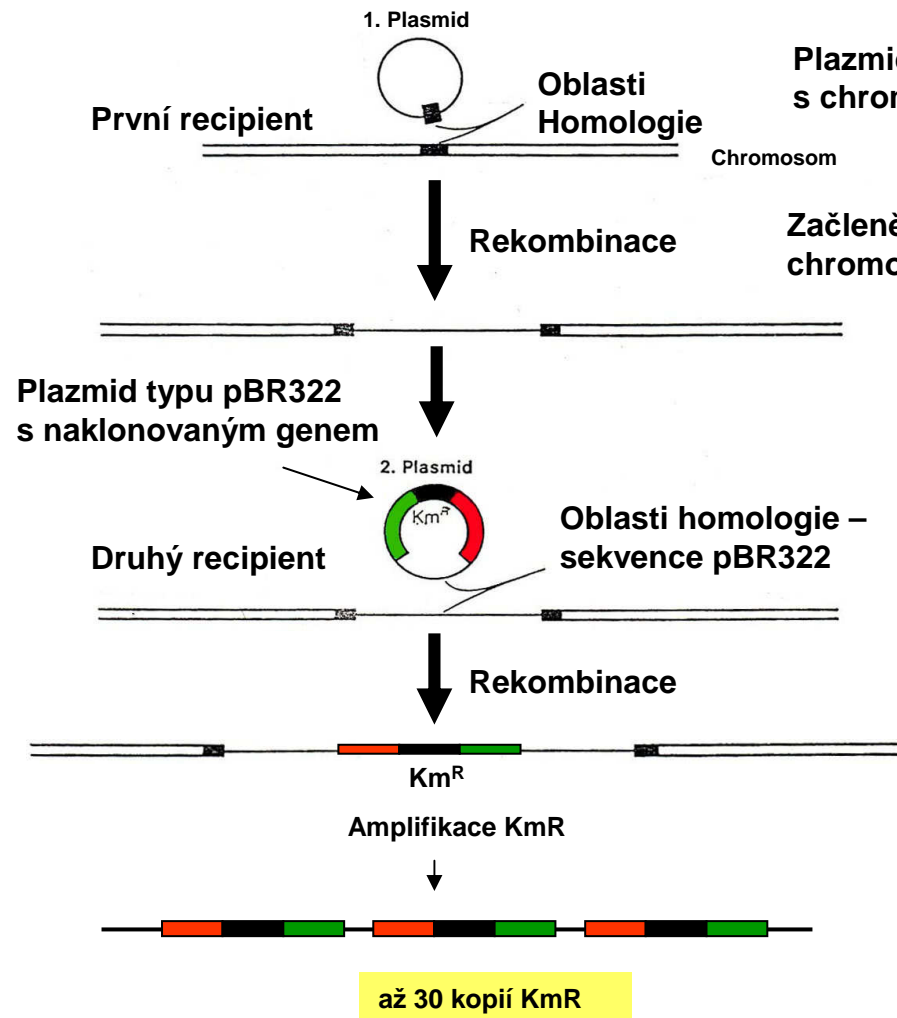 1. Plasmid
Oblasti
Homologie
První recipient
Chromosom
Rekombinace
Plazmid typu pBR322
s naklonovaným genem
2. Plasmid
KmR
Oblasti homologie –
sekvence pBR322
Druhý recipient
Rekombinace
KmR
Amplifikace KmR
až 30 kopií KmR
s